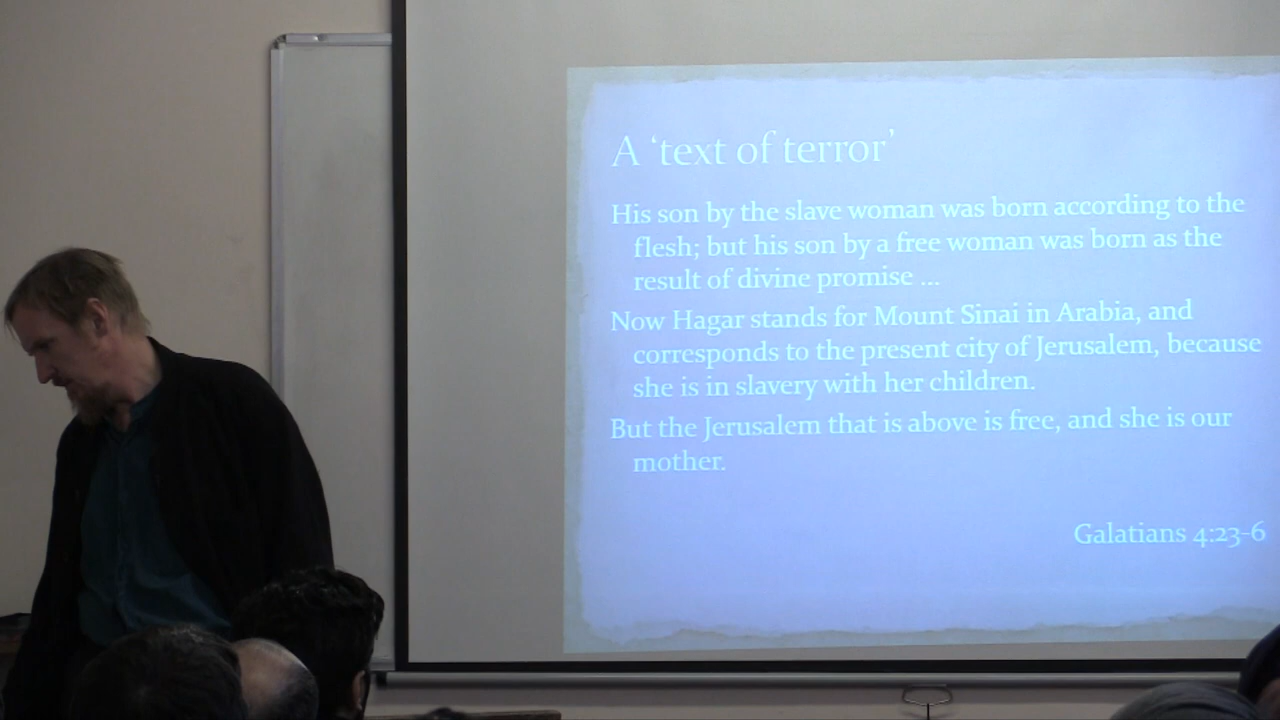 A ‘text of terror’
His son by the slave woman was born according to the
flesh; but his son by a free woman was born as the
result of divine promise ...
Now Hagar stands for Mount Sinai in Arabia, and
corresponds to the present city of Jerusalem, because
she is in slavery with her children.
But the Jerusalem that is above is free, and she is our
mother.
Galatians 4:23-6